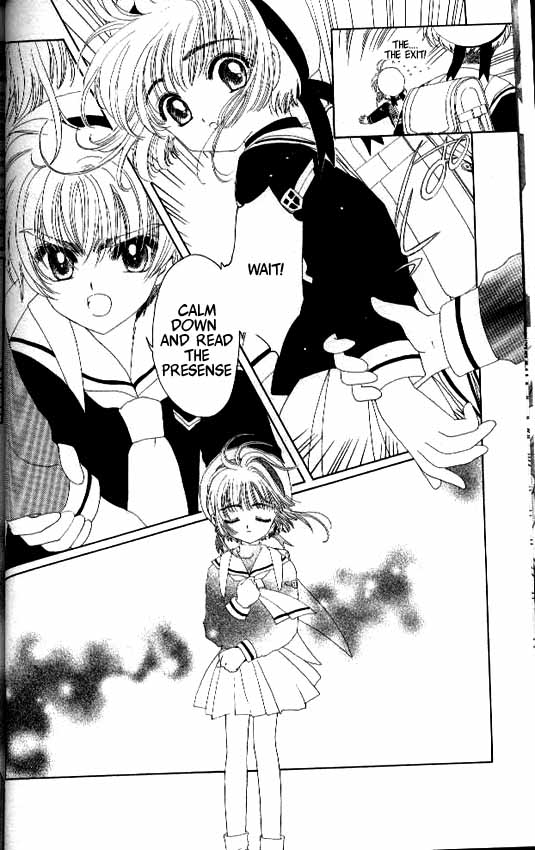 THE....
THE EXIT!
WAIT!
CALM
DOWN
AND READ
THE
PRESENSE